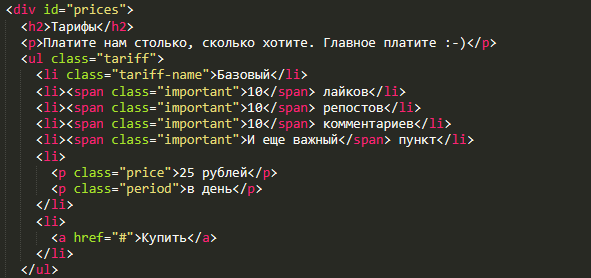 <div id="prices">
<h2>Тарифы</h2>
<p>Платите нам столько, сколько хотите. Главное платите :-)</p>
<ul class="tariff">
<li class="tariff-name">Базовый</li>
<li><span class="important">10</span> лайков</li>
<li><span class="important">10</span> репостов</li>
<li><span class="important">10</span> комментариев</li>
<li><span class="important">И еще важный</span> пункт</li>
<li>
<p class="price">25 рублей</p>
<p class="period">в день</p>
</li>
<li>
<a href="#">Купить</a>
</li>
</ul>